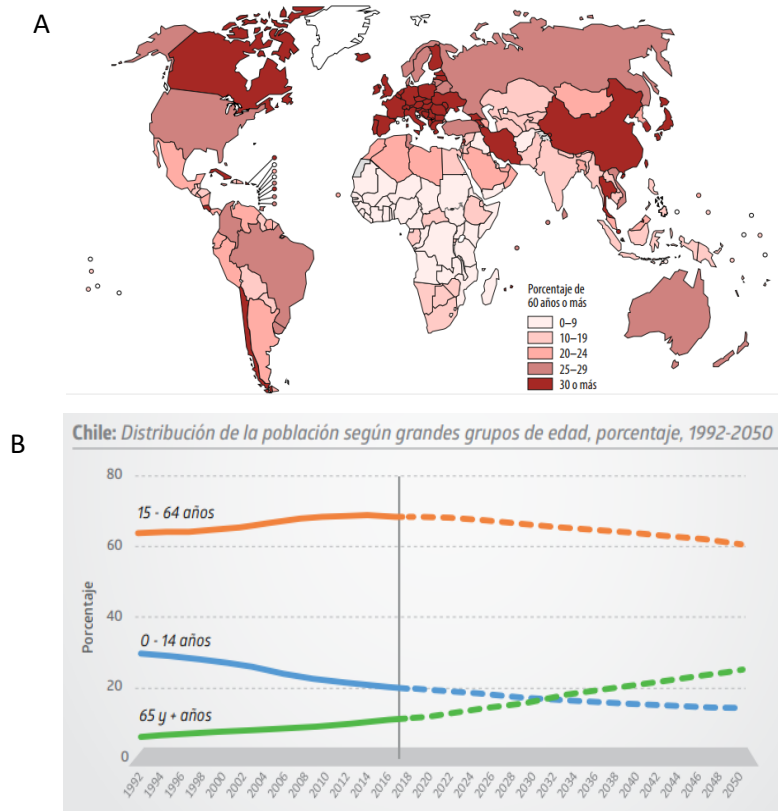 A
Porcentaje de
60 años o más
0–9
10–19
20–24
25–29
30 o más
B
Chile: Distribución de la población según grandes grupos de edad, porcentaje, 1992-2050
80
15 - 64 años
60
Porcentaje
40
0 - 14 años
20
65 y + años
0
1992 1994 1996 1998 2000 2002 2004 2006 2008 2010 2012 2014 2016 2018 2020 2022 2024 2026 2028 2030 2032 2034 2036 2038 2040 2042 2044 2046 2048 2050